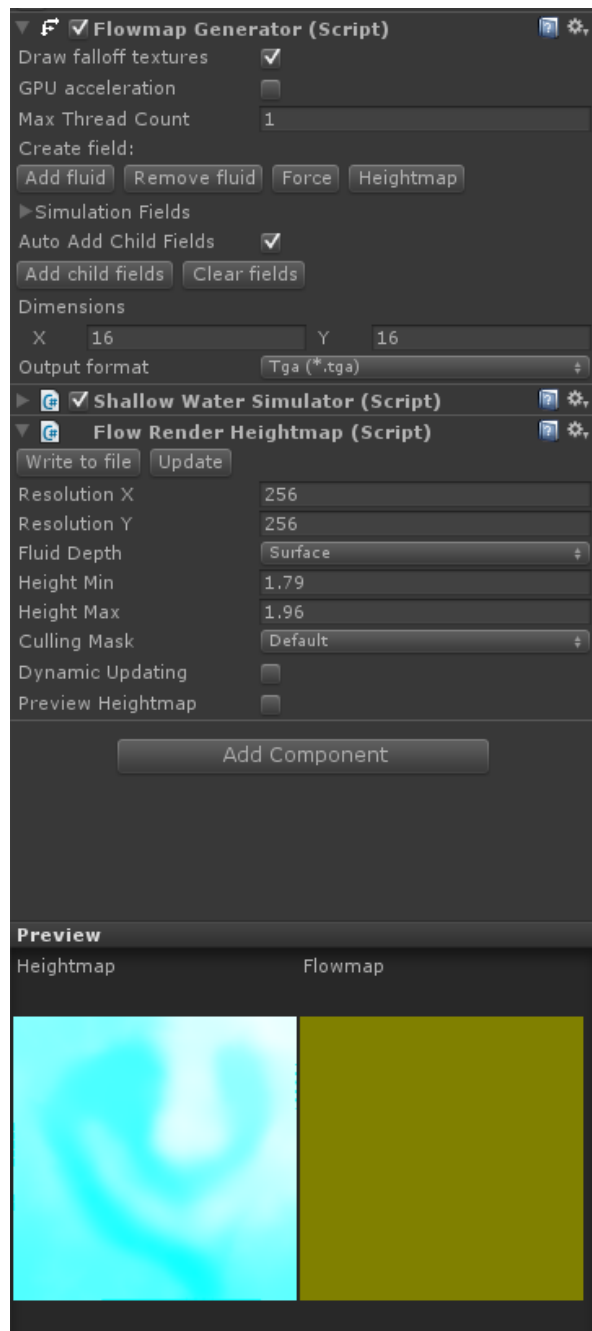 Flowmap Generator (Script)
Draw falloff textures
GPU acceleration
Max Thread Count 1
Create field:
Add fluid Remove fluid Force Heightmap
Simulation Fields
Auto Add Child Fields
Add child fields Clear fields
Dimensions
X 16 Y 16
Output format Tga (*.tga)
Shallow Water Simulator (Script)
Flow Render Heightmap (Script)
Write to file Update
Resolution X 256
Resolution Y 256
Fluid Depth Surface
Height Min 1.79
Height Max 1.96
Culling Mask Default
Dynamic Updating
Preview Heightmap
Add Component
Preview
Heightmap Flowmap